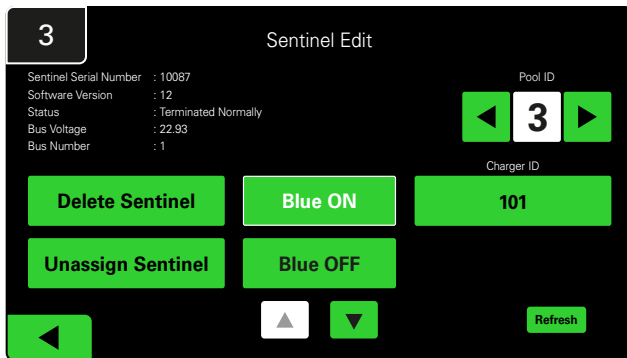 3
Sentinel Edit
Sentinel Serial Number : 10087
Software Version : 12
Status : Terminated Normally
Bus Voltage : 22.93
Bus Number : 1
Pool ID
3
Charger ID
Delete Sentinel
Blue ON
101
Unassign Sentinel
Blue OFF
Refresh